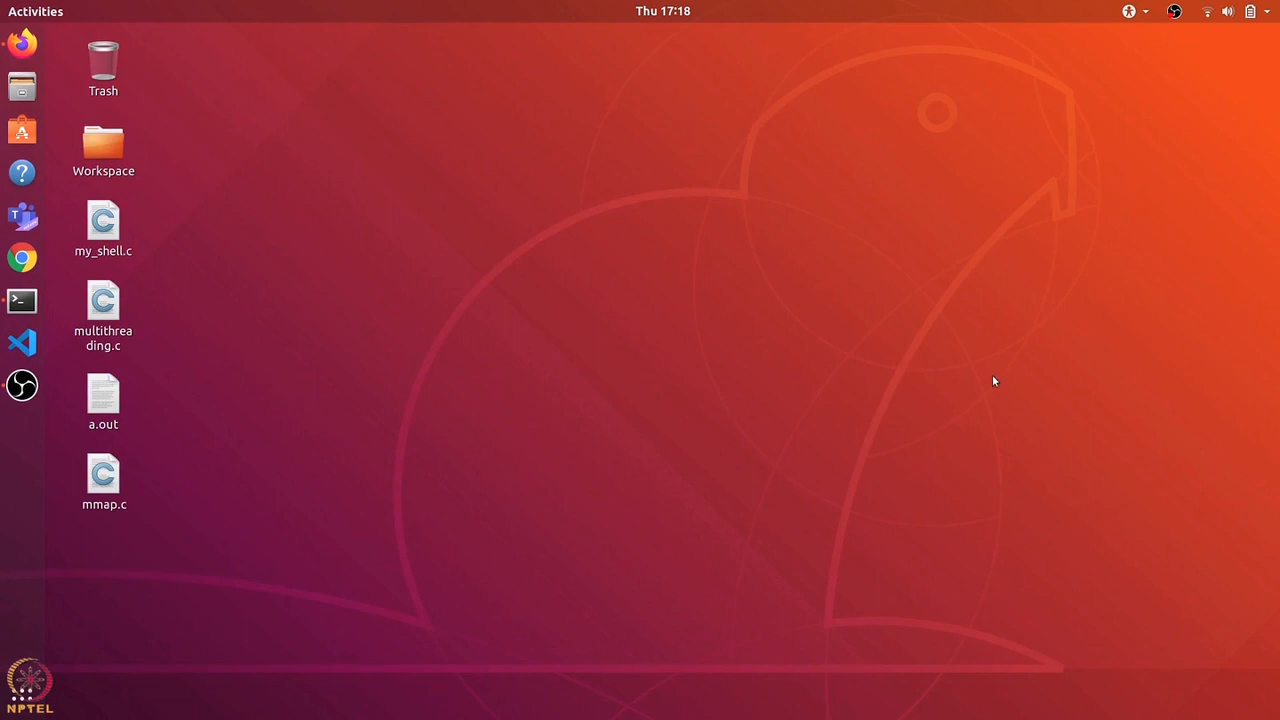 Activities
Thu 17:18
Trash
Workspace
my_shell.c
multithrea
ding.c
a.out
mmap.c
NPTEL